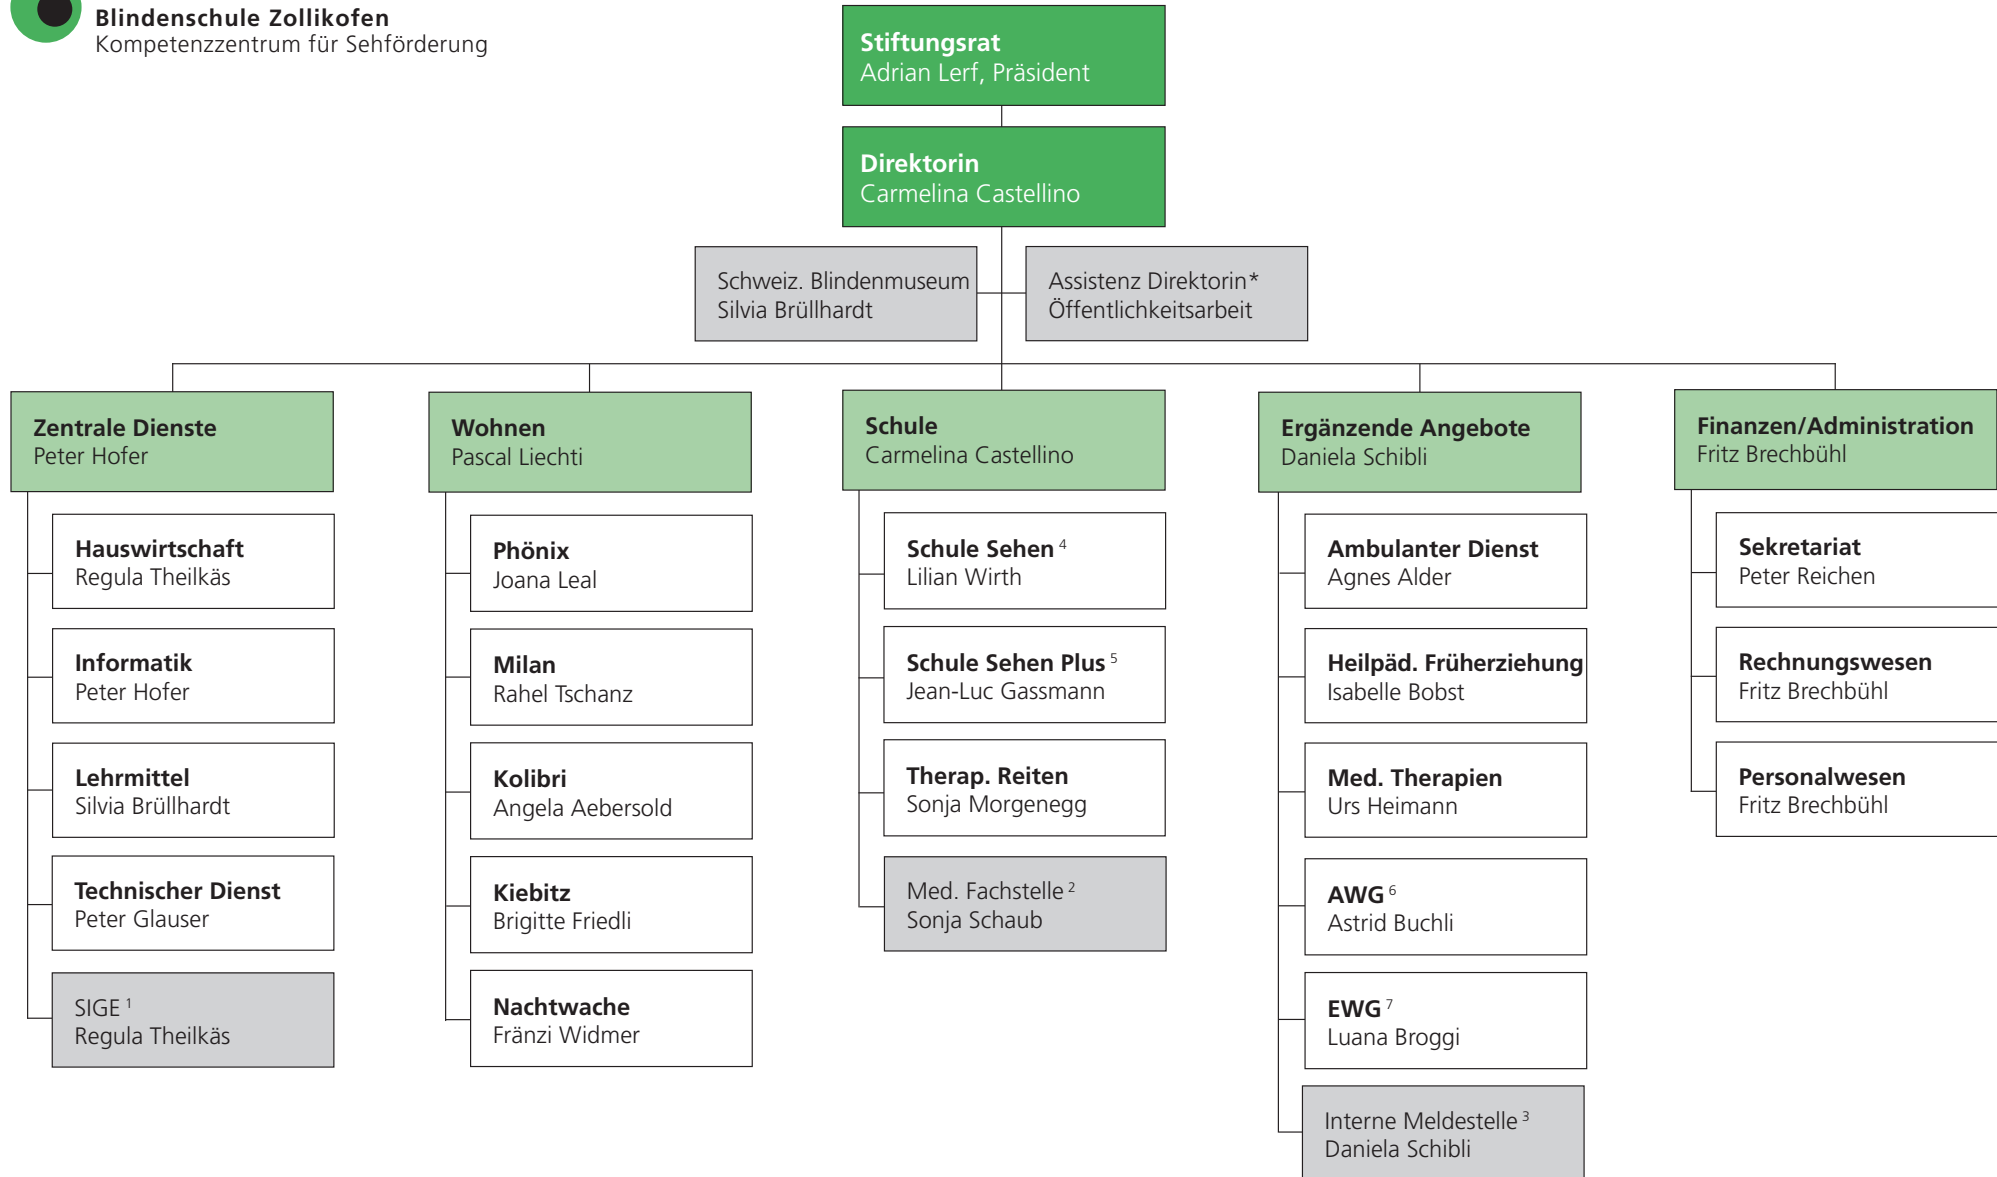 Blindenschule Zollikofen
Kompetenzzentrum für Sehförderung
Stiftungsrat
Adrian Lerf, Präsident
Direktorin
Carmelina Castellino
Schweiz. Blindenmuseum
Silvia Brüllhardt
Assistenz Direktorin*
Öffentlichkeitsarbeit
Zentrale Dienste
Peter Hofer
Hauswirtschaft
Regula Theilkäs
Informatik
Peter Hofer
Lehrmittel
Silvia Brüllhardt
Technischer Dienst
Peter Glauser
SIGE 1
Regula Theilkäs
Wohnen
Pascal Liechti
Phönix
Joana Leal
Milan
Rahel Tschanz
Kolibri
Angela Aebersold
Kiebitz
Brigitte Friedli
Nachtwache
Fränzi Widmer
Schule
Carmelina Castellino
Schule Sehen 4
Lilian Wirth
Schule Sehen Plus 5
Jean-Luc Gassmann
Therap. Reiten
Sonja Morgenegg
Med. Fachstelle 2
Sonja Schaub
Ergänzende Angebote
Daniela Schibli
Ambulanter Dienst
Agnes Alder
Heilpäd. Früherziehung
Isabelle Bobst
Med. Therapien
Urs Heimann
AWG 6
Astrid Buchli
EWG 7
Luana Broggi
Interne Meldestelle 3
Daniela Schibli
Finanzen/Administration
Fritz Brechbühl
Sekretariat
Peter Reichen
Rechnungswesen
Fritz Brechbühl
Personalwesen
Fritz Brechbühl